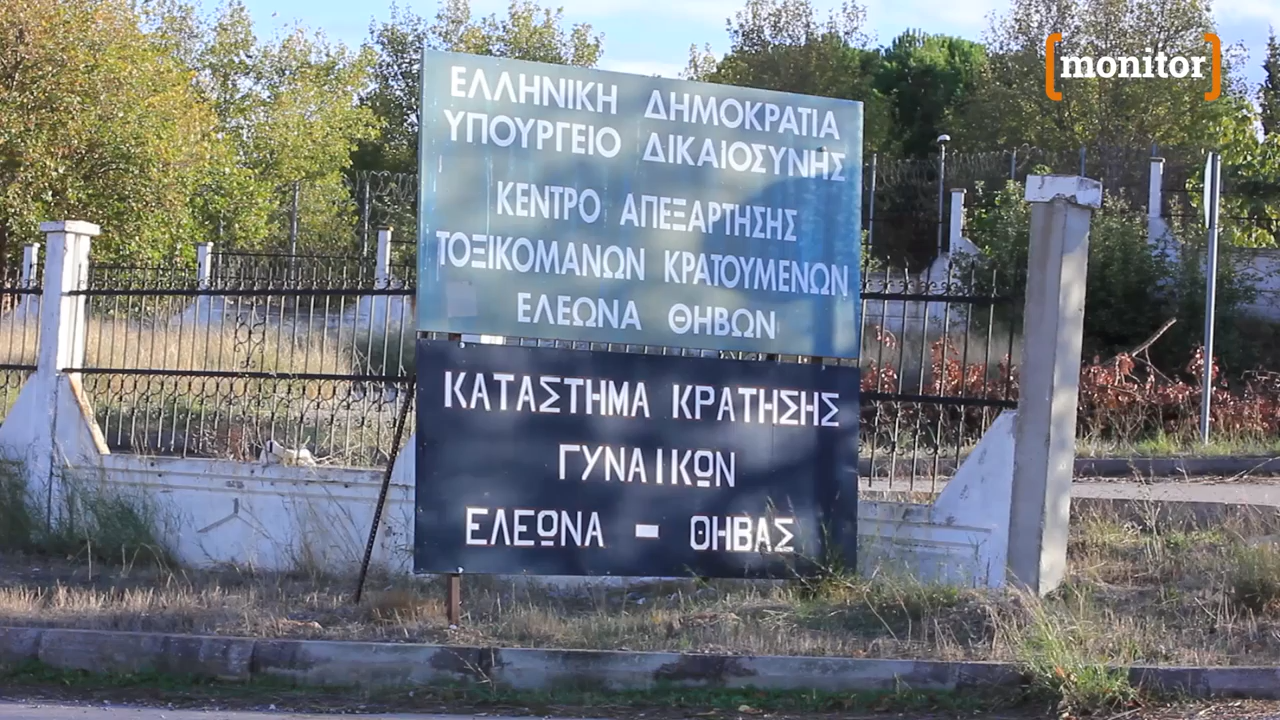 [monitor]
ΕΛΛΗΝΙΚΗ ΔΗΜΟΚΡΑΤΙΑ
ΥΠΟΥΡΓΕΙΟ ΔΙΚΑΙΟΣΥΝΗΣ
ΚΕΝΤΡΟ ΑΠΕΞΑΡΤΗΣΗΣ
ΤΟΞΙΚΟΜΑΝΩΝ ΚΡΑΤΟΥΜΕΝΩΝ
ΕΛΕΩΝΑ ΘΗΒΩΝ
ΚΑΤΑΣΤΗΜΑ ΚΡΑΤΗΣΗΣ
ΓΥΝΑΙΚΩΝ
ΕΛΕΩΝΑ - ΘΗΒΑΣ